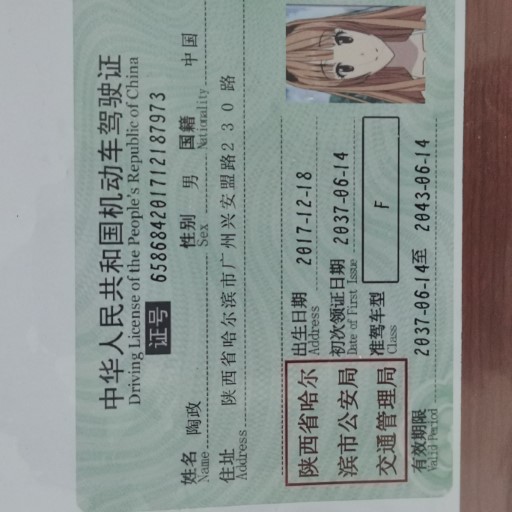 中华人民共和国机动车驾驶证
Driving License of the People's Republic of China
证号 658684201712187973
姓名 陶政 性别 男 国籍 中国
Name Sex Nationality
住址 陕西省哈尔滨市广州兴安盟路230路
Address
出生日期 2017-12-18
Address
初次领证日期 2037-06-14
Date of First Issue
准驾车型 F
Class
陕西省哈尔
滨市公安局
交通管理局
有效期限 2037-06-14至 2043-06-14
Valid Period